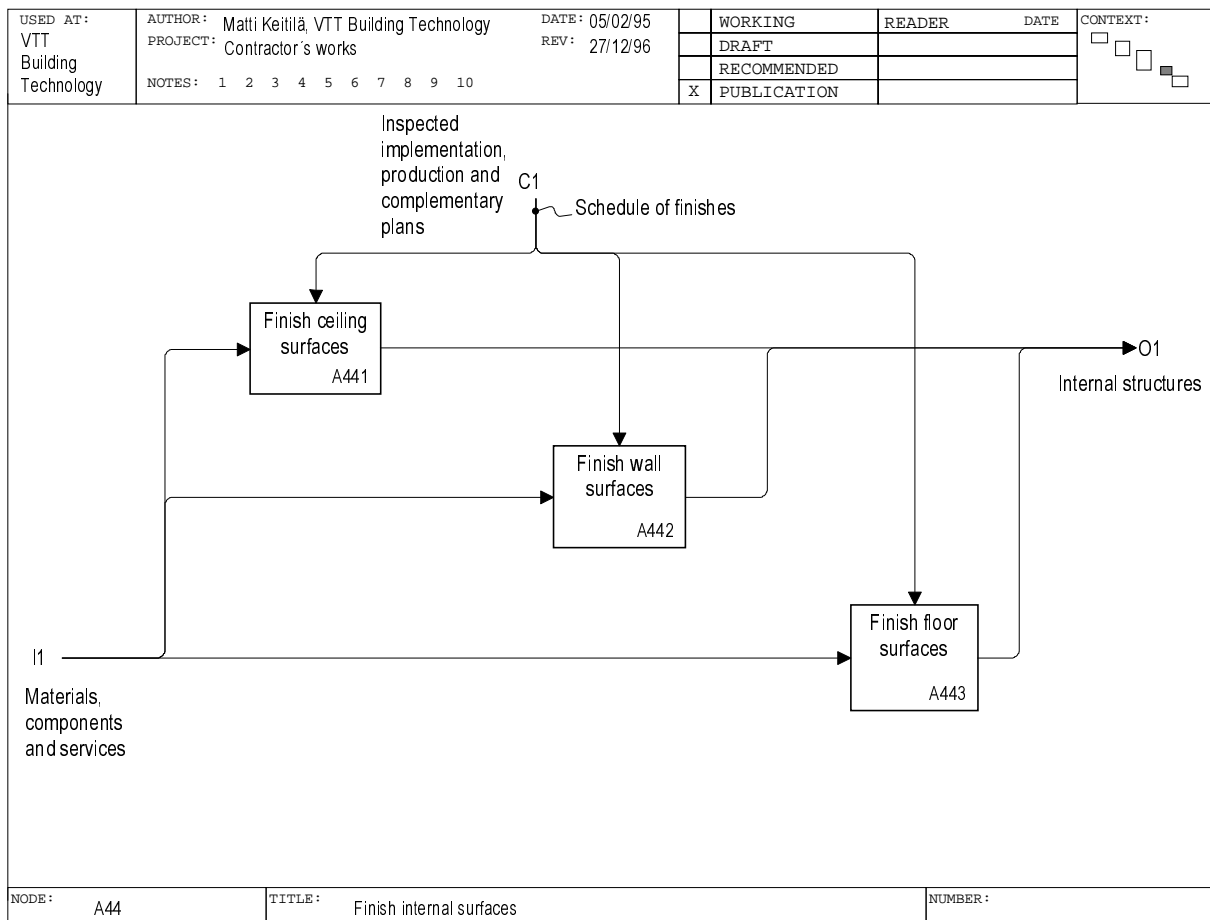 USED AT:
VTT
Building
Technology
AUTHOR: Matti Keitilä, VTT Building Technology
PROJECT: Contractor´s works
NOTES: 1 2 3 4 5 6 7 8 9 10
DATE: 05/02/95
REV: 27/12/96
WORKING
DRAFT
RECOMMENDED
X PUBLICATION
READER DATE
CONTEXT:
Inspected
implementation,
production and
complementary
plans
C1
Schedule of finishes
Finish ceiling
surfaces
A441
O1
Internal structures
Finish wall
surfaces
A442
Finish floor
surfaces
A443
I1
Materials,
components
and services
NODE: A44
TITLE: Finish internal surfaces
NUMBER: